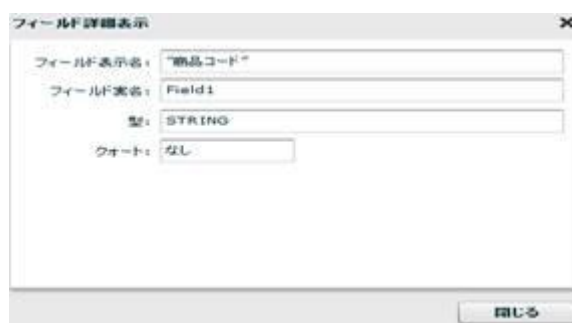 フィールド詳細表示
フィールド表示名： "商品コード"
フィールド実名： Field1
型： STRING
クォート： なし
閉じる